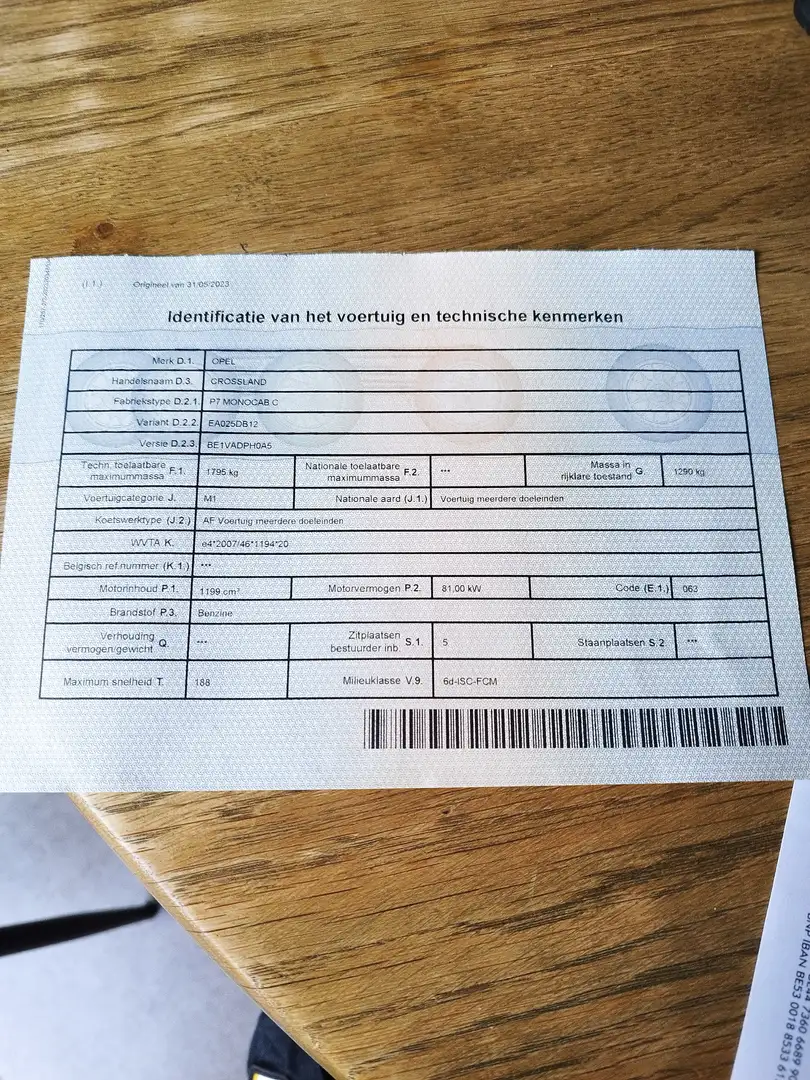 (I.1.) Origineel van 31/05/2023
Identificatie van het voertuig en technische kenmerken
Merk D.1. OPEL
Handelsnaam D.3. CROSSLAND
Fabriekstype D.2.1. P7 MONOCAB C
Variant D.2.2. EA025DB12
Versie D.2.3. BE1VADPH0A5
Techn. toelaatbare maximummassa F.1. 1795 kg Nationale toelaatbare maximummassa F.2. *** Massa in rijklare toestand G. 1290 kg
Voertuigcategorie J. M1 Nationale aard (J.1.) Voertuig meerdere doeleinden
Koetswerktype (J.2.) AF Voertuig meerdere doeleinden
WVTA K. e4*2007/46*1194*20
Belgisch ref.nummer (K.1.) ***
Motorinhoud P.1. 1199 cm³ Motorvermogen P.2. 81.00 kW Code (E.1.) 063
Brandstof P.3. Benzine
Verhouding vermogen/gewicht Q. *** Zitplaatsen bestuurder inb. S.1. 5 Staanplaatsen S.2. ***
Maximum snelheid T. 188 Milieuklasse V.9. 6d-ISC-FCM
7360 6689
IBAN BE53 0018 8533